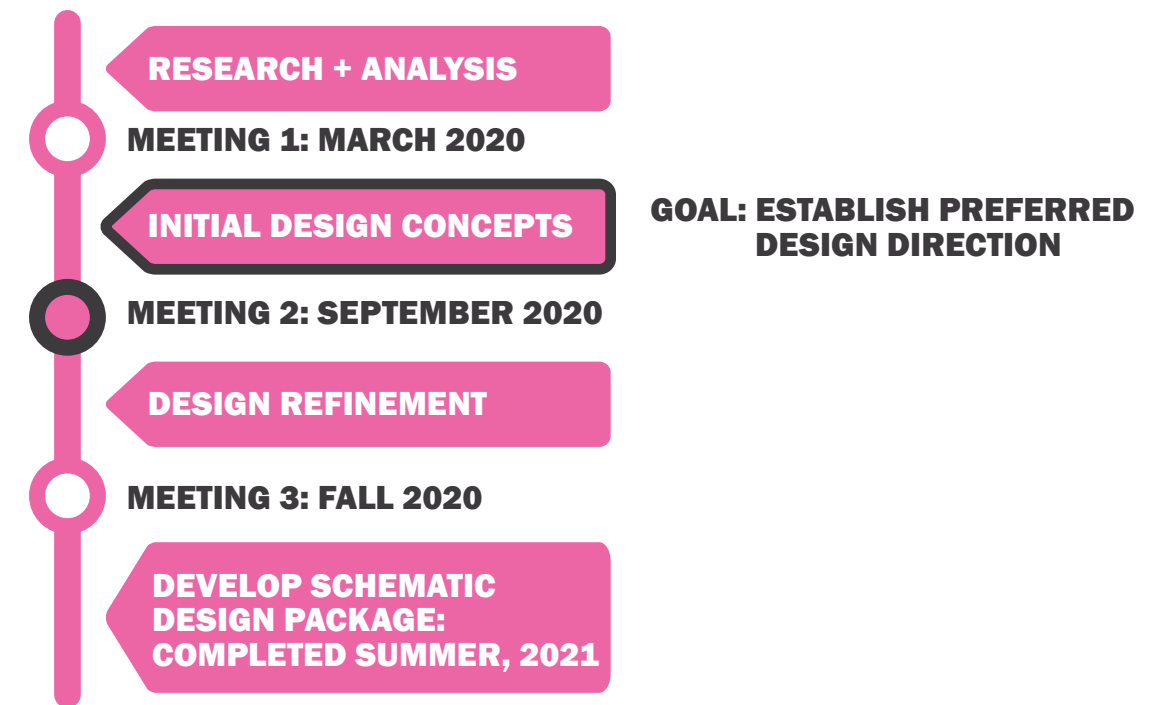 RESEARCH + ANALYSIS
MEETING 1: MARCH 2020
INITIAL DESIGN CONCEPTS
GOAL: ESTABLISH PREFERRED
DESIGN DIRECTION
MEETING 2: SEPTEMBER 2020
DESIGN REFINEMENT
MEETING 3: FALL 2020
DEVELOP SCHEMATIC
DESIGN PACKAGE:
COMPLETED SUMMER, 2021